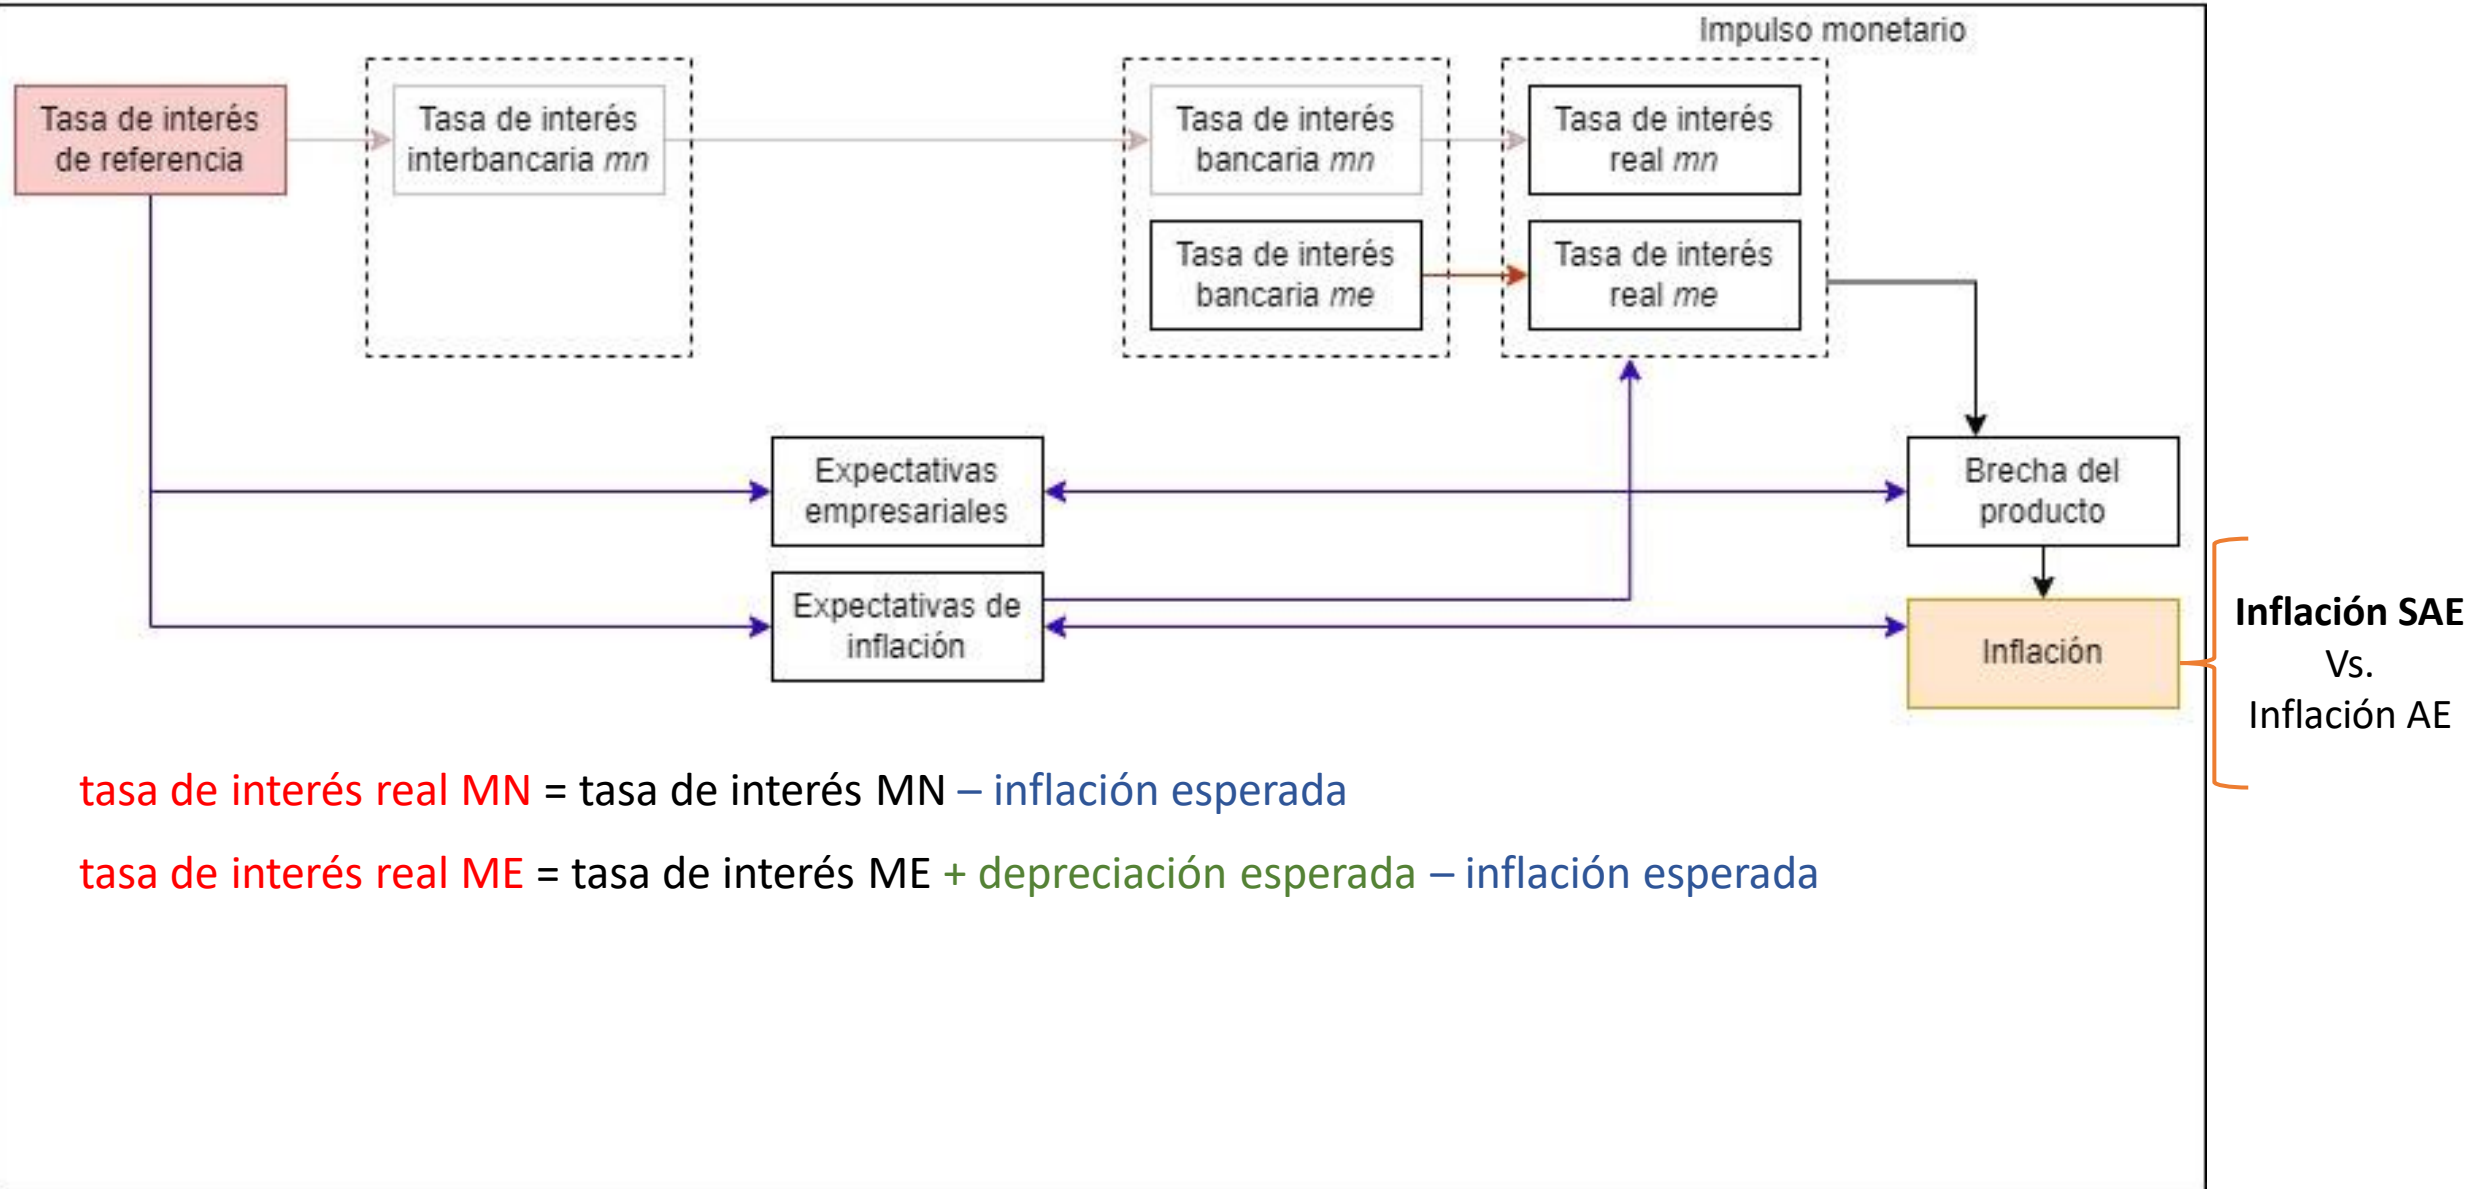 Impulso monetario
Tasa de interés
de referencia
Tasa de interés
interbancaria mn
Tasa de interés
bancaria mn
Tasa de interés
real mn
Tasa de interés
bancaria me
Tasa de interés
real me
Expectativas
empresariales
Brecha del
producto
Expectativas de
inflación
Inflación
Inflación SAE
Vs.
Inflación AE
tasa de interés real MN = tasa de interés MN – inflación esperada
tasa de interés real ME = tasa de interés ME + depreciación esperada – inflación esperada